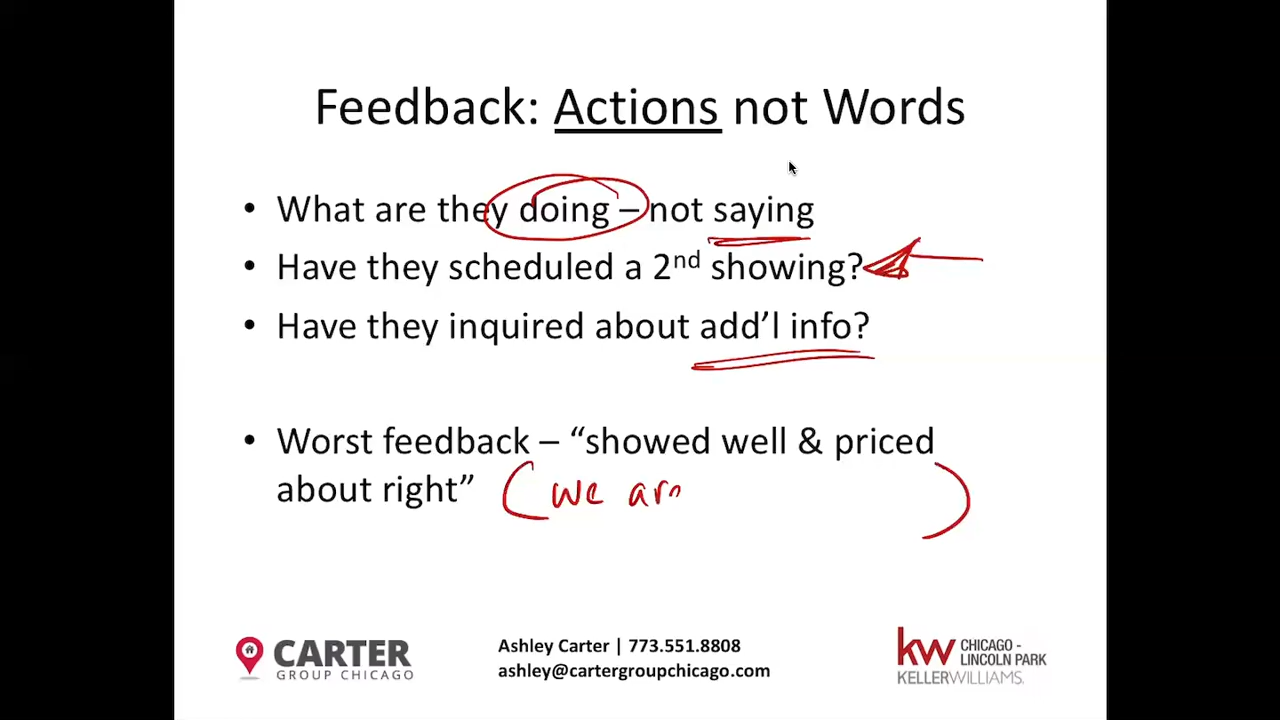 Feedback: Actions not Words
• What are they doing – not saying
• Have they scheduled a 2nd showing?
• Have they inquired about add’l info?
• Worst feedback – “showed well & priced
about right” (we ar )
CARTER
GROUP CHICAGO
Ashley Carter | 773.551.8808
ashley@cartergroupchicago.com
kw CHICAGO -
LINCOLN PARK
KELLERWILLIAMS.